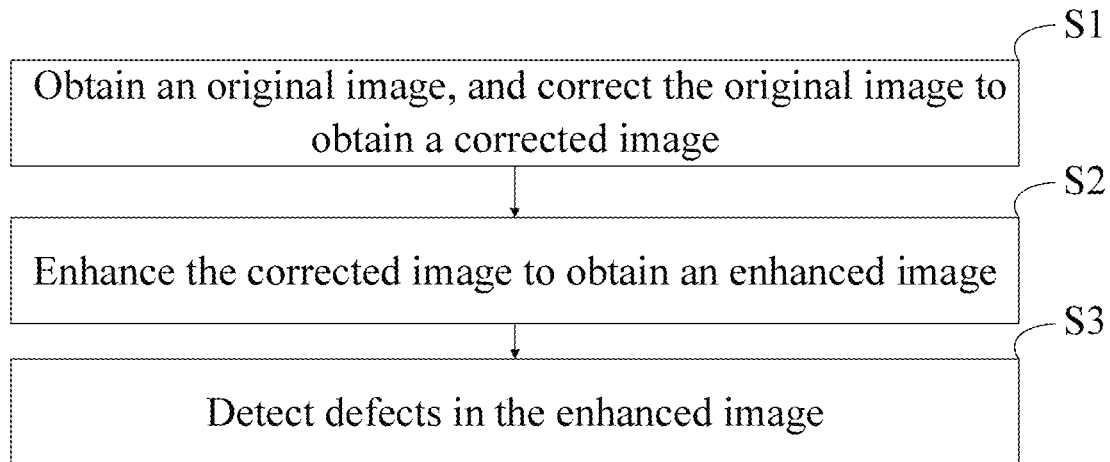 S1
Obtain an original image, and correct the original image to
obtain a corrected image
S2
Enhance the corrected image to obtain an enhanced image
S3
Detect defects in the enhanced image